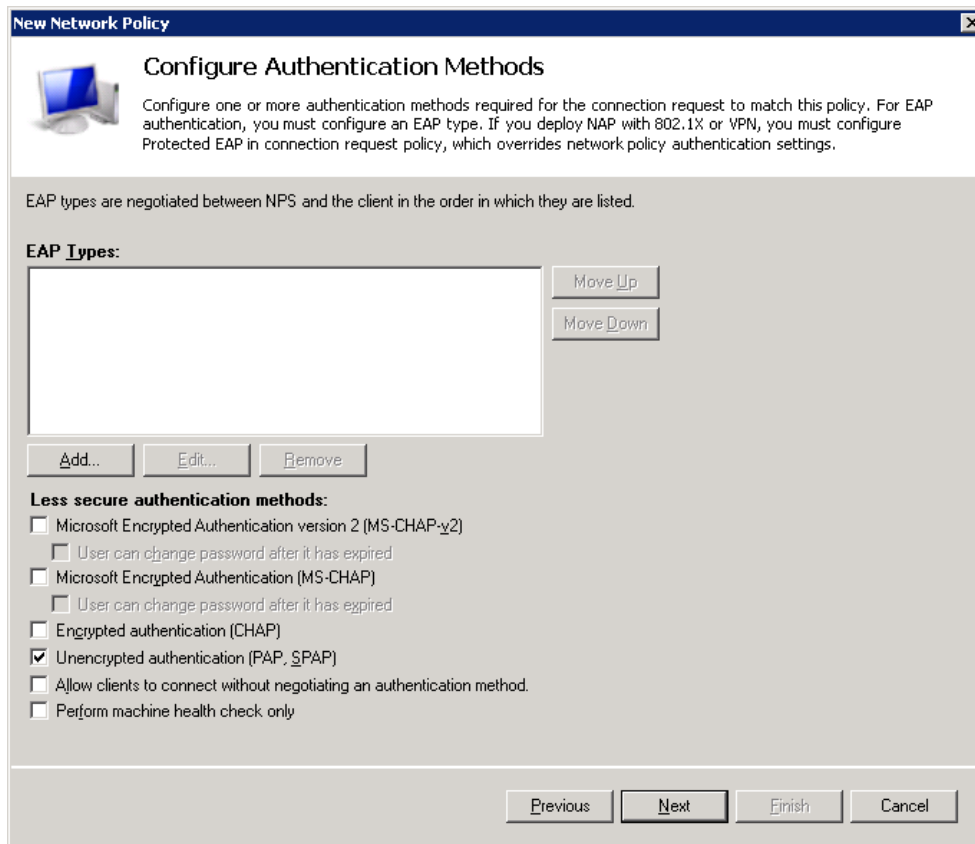 New Network Policy
Configure Authentication Methods
Configure one or more authentication methods required for the connection request to match this policy. For EAP
authentication, you must configure an EAP type. If you deploy NAP with 802.1X or VPN, you must configure
Protected EAP in connection request policy, which overrides network policy authentication settings.
EAP types are negotiated between NPS and the client in the order in which they are listed.
EAP Types:
Move Up
Move Down
Add...
Edit...
Remove
Less secure authentication methods:
Microsoft Encrypted Authentication version 2 (MS-CHAP-v2)
User can change password after it has expired
Microsoft Encrypted Authentication (MS-CHAP)
User can change password after it has expired
Encrypted authentication (CHAP)
Unencrypted authentication (PAP, SPAP)
Allow clients to connect without negotiating an authentication method.
Perform machine health check only
Previous
Next
Finish
Cancel